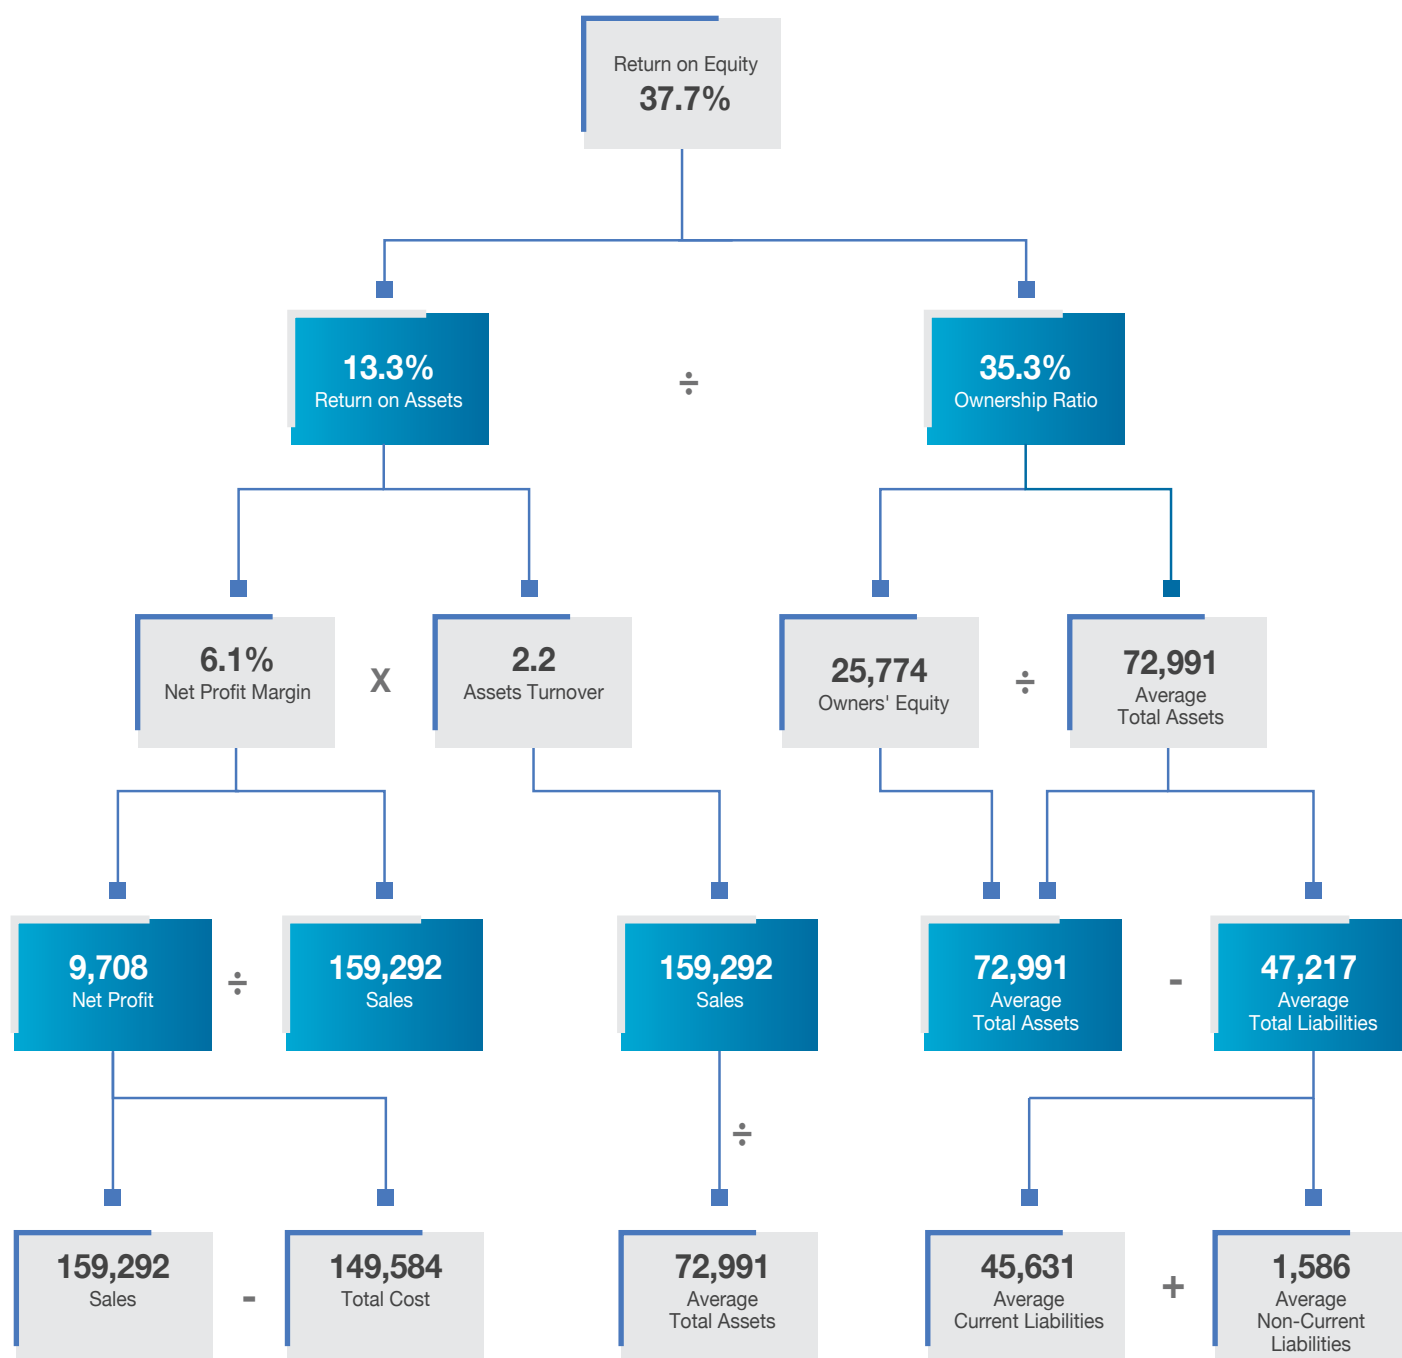 Return on Equity
37.7%
13.3%
Return on Assets
÷
35.3%
Ownership Ratio
6.1%
Net Profit Margin
X
2.2
Assets Turnover
25,774
Owners' Equity
÷
72,991
Average
Total Assets
9,708
Net Profit
÷
159,292
Sales
159,292
Sales
72,991
Average
Total Assets
-
47,217
Average
Total Liabilities
÷
159,292
Sales
-
149,584
Total Cost
72,991
Average
Total Assets
45,631
Average
Current Liabilities
+
1,586
Average
Non-Current
Liabilities